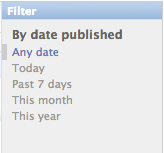 Filter
By date published
Any date
Today
Past 7 days
This month
This year